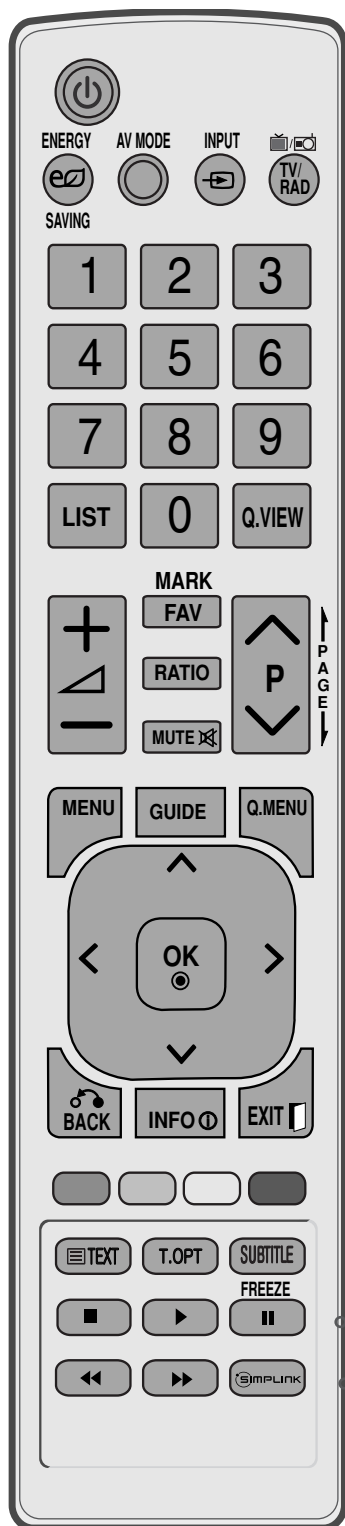 ENERGY AV MODE INPUT
TV/
RAD
SAVING
1 2 3
4 5 6
7 8 9
LIST 0 Q.VIEW
MARK
FAV
RATIO
MUTE
P
PAGE
MENU GUIDE Q.MENU
OK
BACK INFO EXIT
TEXT T.OPT SUBTITLE
FREEZE
SIMPLINK